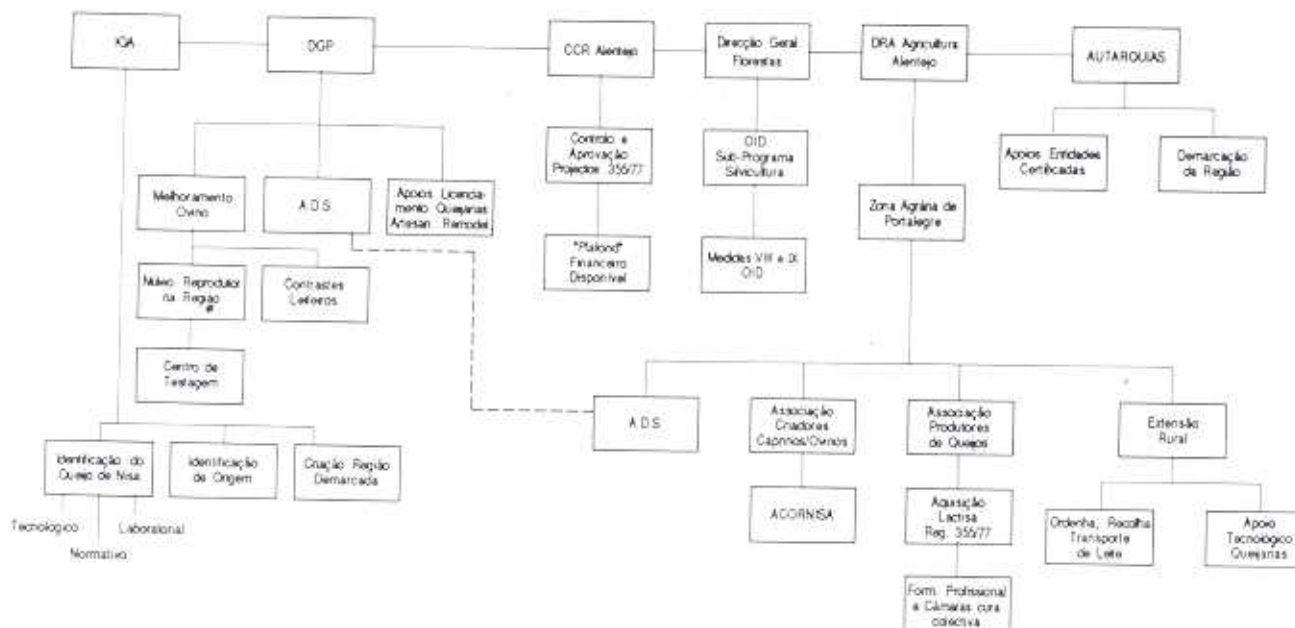 IQA
DGP
CCR Alentejo
Direcção Geral
Florestas
DRA Agricultura
Alentejo
AUTARQUIAS
Controlo e
Aprovação
Projectos 355/77
OID
Sub-Programa
Silvicultura
Apoios Entidades
Certificadas
Demarcação
da Região
Melhoramento
Ovino
A.D.S.
Apoios Licencia-
mento Queijarias
Artesan. Remodel.
Zona Agrária de
Portalegre
"Plafond"
Financeiro
Disponível
Medidas VIII e IX
OID
Núcleo Reprodutor
na Região
#
Contrastes
Leiteiros
Centro de
Testagem
A.D.S.
Associação
Criadores
Caprinos/Ovinos
Associação
Produtores
de Queijos
Extensão
Rural
Identificação do
Queijo de Nisa
Identificação
de Origem
Criação Região
Demarcada
Tecnológico
Laboratorial
Normativo
ACORNISA
Aquisição
Lactisa
Reg. 355/77
Ordenha, Recolha
Transporte
de Leite
Apoio
Tecnológico
Queijarias
Form. Profissional
e Câmaras cura
colectiva